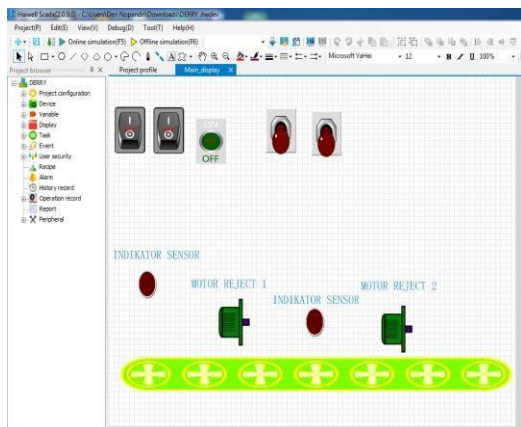 Haiwell Scada[2.0.9.0] - C:\Users\Den Nopandri\Downloads\DERRY .hwdev
Project(P) Edit(E) View(V) Debug(D) Tool(T) Help(H)
Online simulation(F5) Offline simulation(F6)
Microsoft YaHei 12 B I U 100%
Project browser Project profile Main_display X
DERRY
Project configuration
Device
Variable
Display
Task
Event
User security
Recipe
Alarm
History record
Operation record
Report
Peripheral
ON
OFF
INDIKATOR SENSOR
MOTOR REJECT 1
MOTOR REJECT 2
INDIKATOR SENSOR